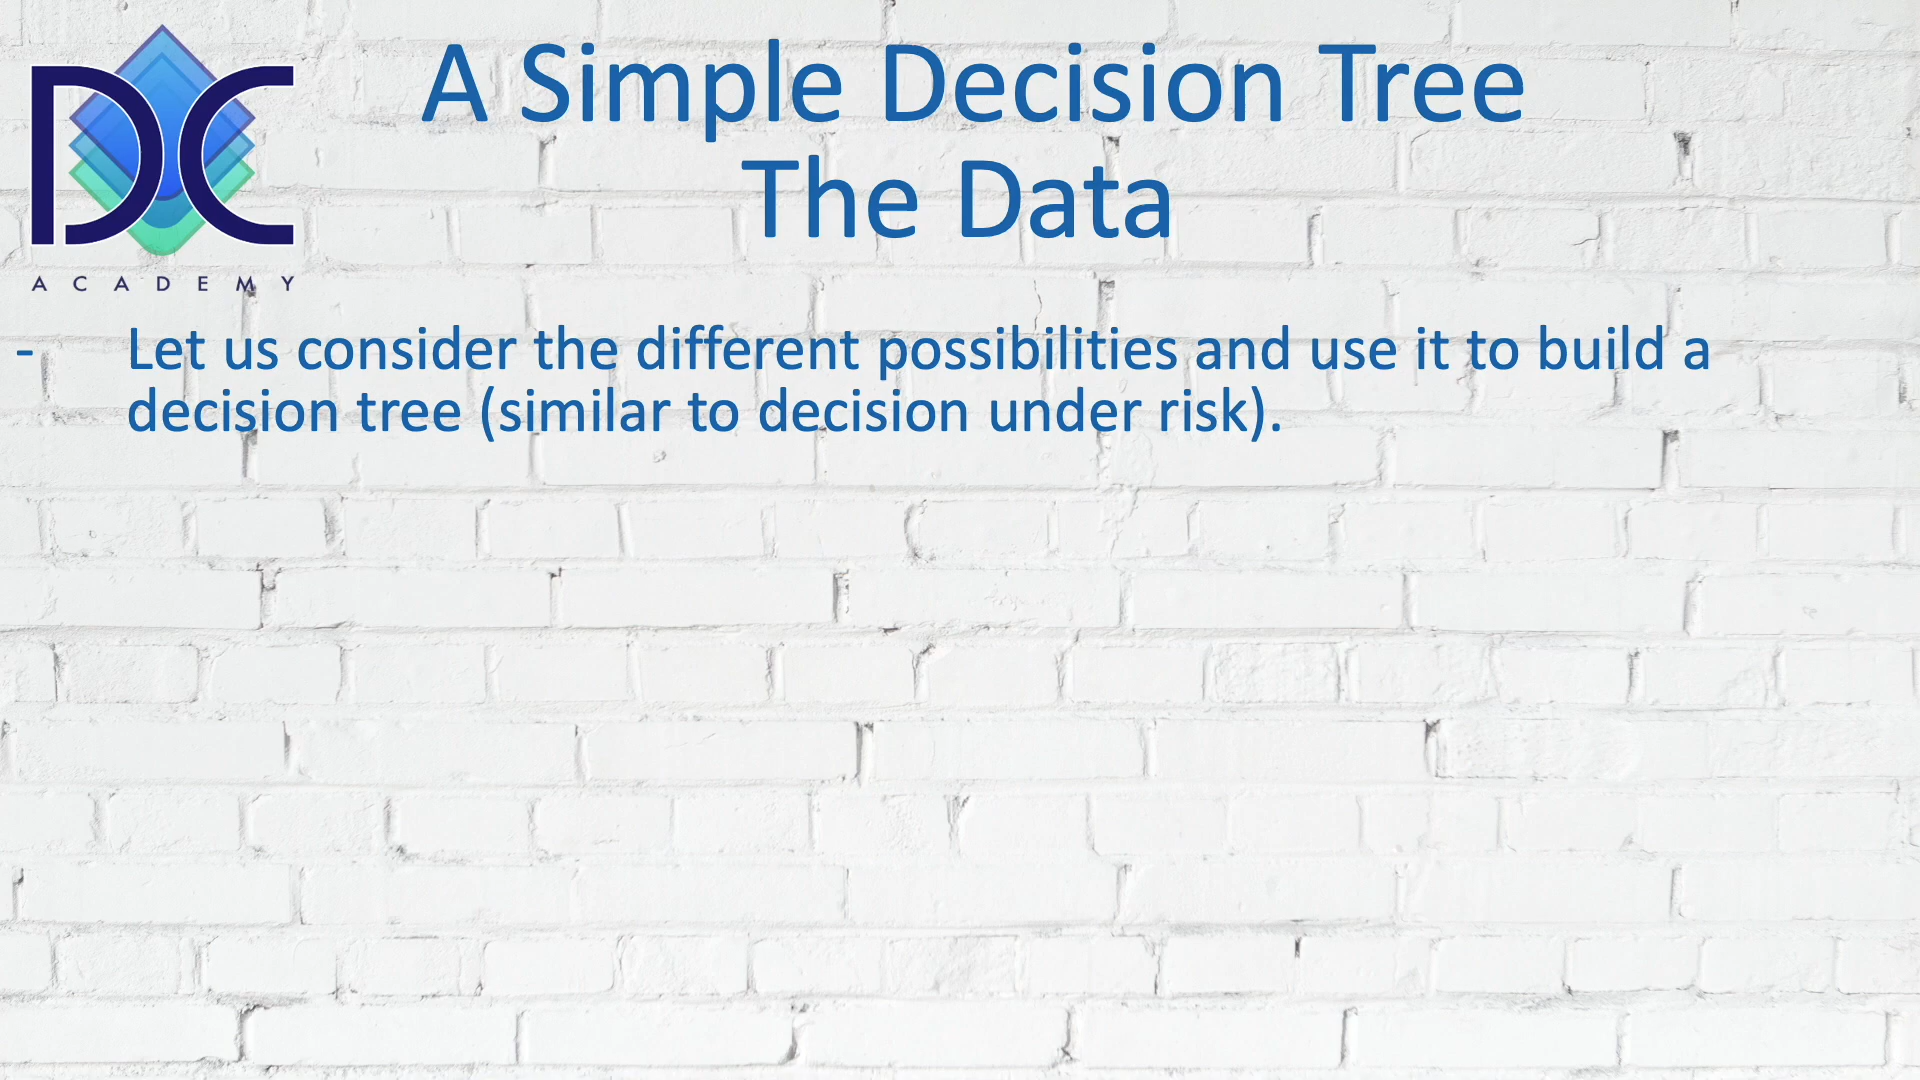 DC
ACADEMY
A Simple Decision Tree
The Data
- Let us consider the different possibilities and use it to build a
decision tree (similar to decision under risk).